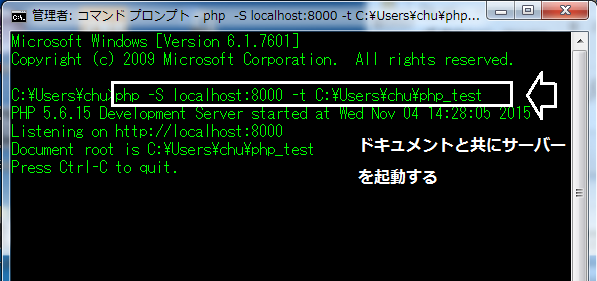 管理者: コマンド プロンプト - php  -S localhost:8000 -t C:¥Users¥chu¥php...
Microsoft Windows [Version 6.1.7601]
Copyright (c) 2009 Microsoft Corporation.  All rights reserved.
C:¥Users¥chu>php -S localhost:8000 -t C:¥Users¥chu¥php_test
PHP 5.6.15 Development Server started at Wed Nov 04 14:28:05 2015
Listening on http://localhost:8000
Document root is C:¥Users¥chu¥php_test
Press Ctrl-C to quit.
ドキュメントと共にサーバー
を起動する